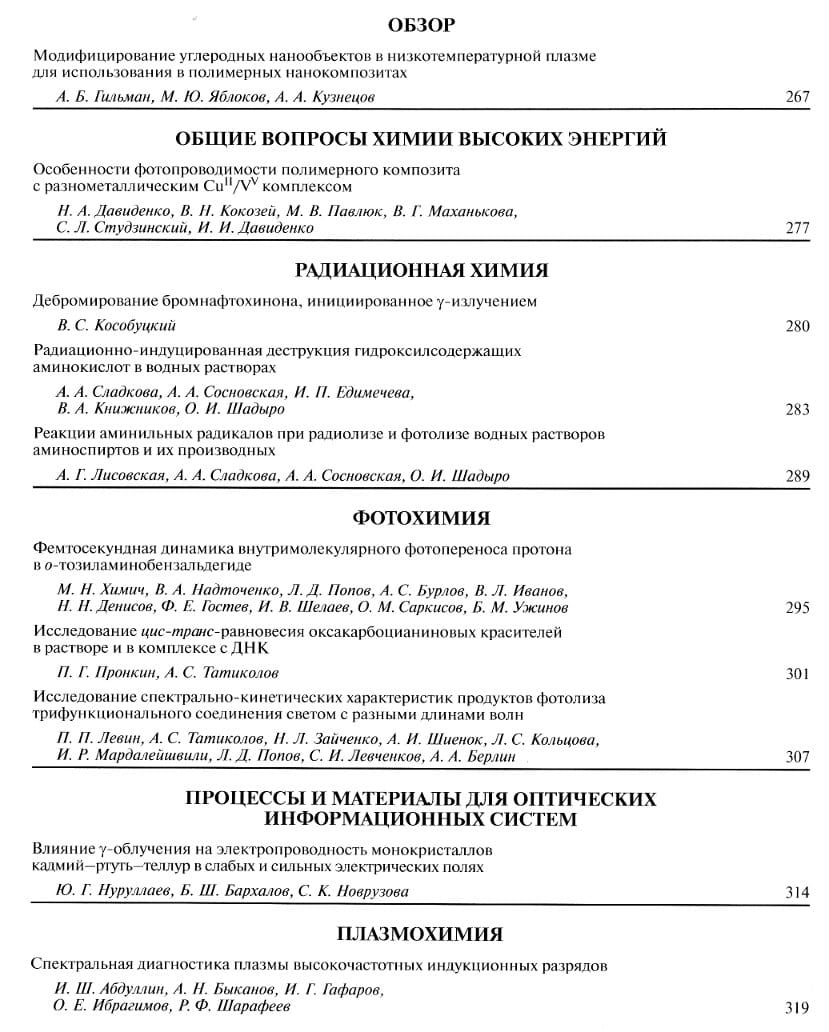 ОБЗОР
Модифицирование углеродных нанообъектов в низкотемпературной плазме
для использования в полимерных нанокомпозитах
А. Б. Гильман, М. Ю. Яблоков, А. А. Кузнецов 267
ОБЩИЕ ВОПРОСЫ ХИМИИ ВЫСОКИХ ЭНЕРГИЙ
Особенности фотопроводимости полимерного композита
с разнометаллическим Cu^II/V^V комплексом
Н. А. Давиденко, В. Н. Кокозей, М. В. Павлюк, В. Г. Маханькова,
С. Л. Студзинский, И. И. Давиденко 277
РАДИАЦИОННАЯ ХИМИЯ
Дебромирование бромнафтохинона, инициированное γ-излучением
В. С. Кособуцкий 280
Радиационно-индуцированная деструкция гидроксилсодержащих
аминокислот в водных растворах
А. А. Сладкова, А. А. Сосновская, И. П. Едимечева,
В. А. Книжников, О. И. Шадыро 283
Реакции аминильных радикалов при радиолизе и фотолизе водных растворов
аминоспиртов и их производных
А. Г. Лисовская, А. А. Сладкова, А. А. Сосновская, О. И. Шадыро 289
ФОТОХИМИЯ
Фемтосекундная динамика внутримолекулярного фотопереноса протона
в о-тозиламинобензальдегиде
М. Н. Химич, В. А. Надточенко, Л. Д. Попов, А. С. Бурлов, В. Л. Иванов,
Н. Н. Денисов, Ф. Е. Гостев, И. В. Шелаев, О. М. Саркисов, Б. М. Ужинов 295
Исследование цис-транс-равновесия оксакарбоцианиновых красителей
в растворе и в комплексе с ДНК
П. Г. Пронкин, А. С. Татиколов 301
Исследование спектрально-кинетических характеристик продуктов фотолиза
трифункционального соединения светом с разными длинами волн
П. П. Левин, А. С. Татиколов, Н. Л. Зайченко, А. И. Шиенок, Л. С. Кольцова,
И. Р. Мардалейшвили, Л. Д. Попов, С. И. Левченков, А. А. Берлин 307
ПРОЦЕССЫ И МАТЕРИАЛЫ ДЛЯ ОПТИЧЕСКИХ
ИНФОРМАЦИОННЫХ СИСТЕМ
Влияние γ-облучения на электропроводность монокристаллов
кадмий–ртуть–теллур в слабых и сильных электрических полях
Ю. Г. Нуруллаев, Б. Ш. Бархалов, С. К. Новрузова 314
ПЛАЗМОХИМИЯ
Спектральная диагностика плазмы высокочастотных индукционных разрядов
И. Ш. Абдуллин, А. Н. Быканов, И. Г. Гафаров,
О. Е. Ибрагимов, Р. Ф. Шарафеев 319